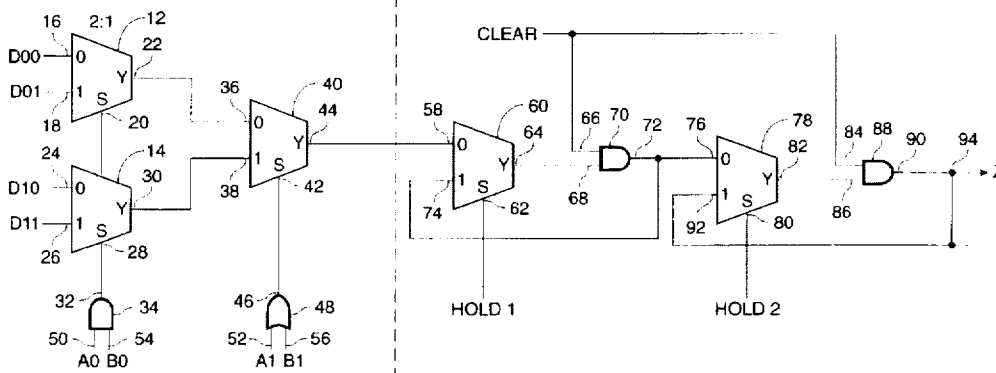 2:1
12
16
D00
0
22
Y
D01
1
18
S
20
24
14
D10
0
30
Y
D11
1
26
S
28
32
34
50
54
A0 B0
36
40
0
44
Y
1
38
S
42
46
48
52
56
A1 B1
CLEAR
58
60
0
64
Y
1
74
S
62
HOLD 1
66
70
72
68
76
78
0
82
Y
1
92
S
80
HOLD 2
84
88
90
94
86
Z